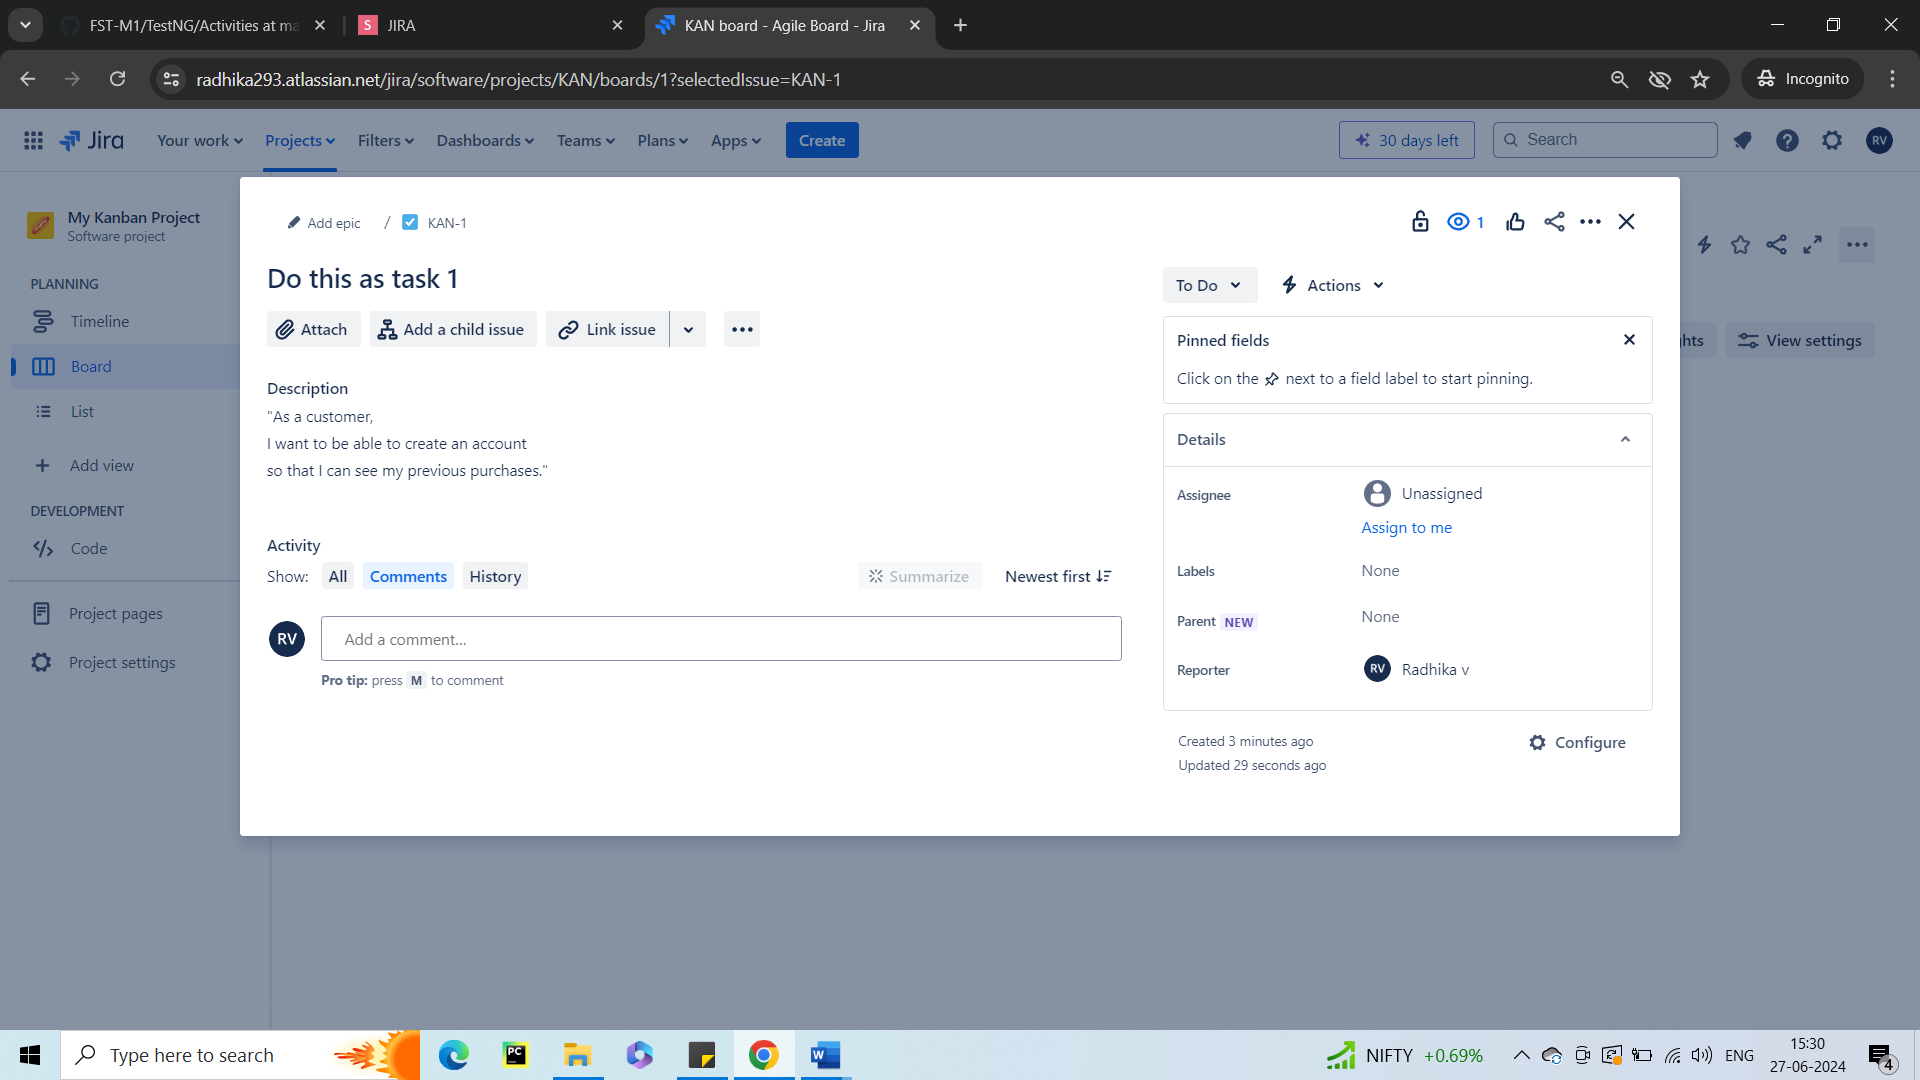 FST-M1/TestNG/Activities at ma
S JIRA
KAN board - Agile Board - Jira
radhika293.atlassian.net/jira/software/projects/KAN/boards/1?selectedIssue=KAN-1
Incognito
Jira Your work Projects Filters Dashboards Teams Plans Apps Create 30 days left Search RV
My Kanban Project
Software project
PLANNING
Timeline
Board
List
Add view
DEVELOPMENT
Code
Project pages
Project settings
Add epic / KAN-1
1
Do this as task 1
Attach Add a child issue Link issue
Description
"As a customer,
I want to be able to create an account
so that I can see my previous purchases."
Activity
Show: All Comments History Summarize Newest first
RV Add a comment...
Pro tip: press M to comment
To Do Actions
Pinned fields
Click on the next to a field label to start pinning.
Details
Assignee Unassigned
Assign to me
Labels None
Parent NEW None
Reporter RV Radhika v
Created 3 minutes ago
Updated 29 seconds ago
Configure
ghts View settings
Type here to search
PC
W
NIFTY +0.69%
ENG
15:30
27-06-2024
4